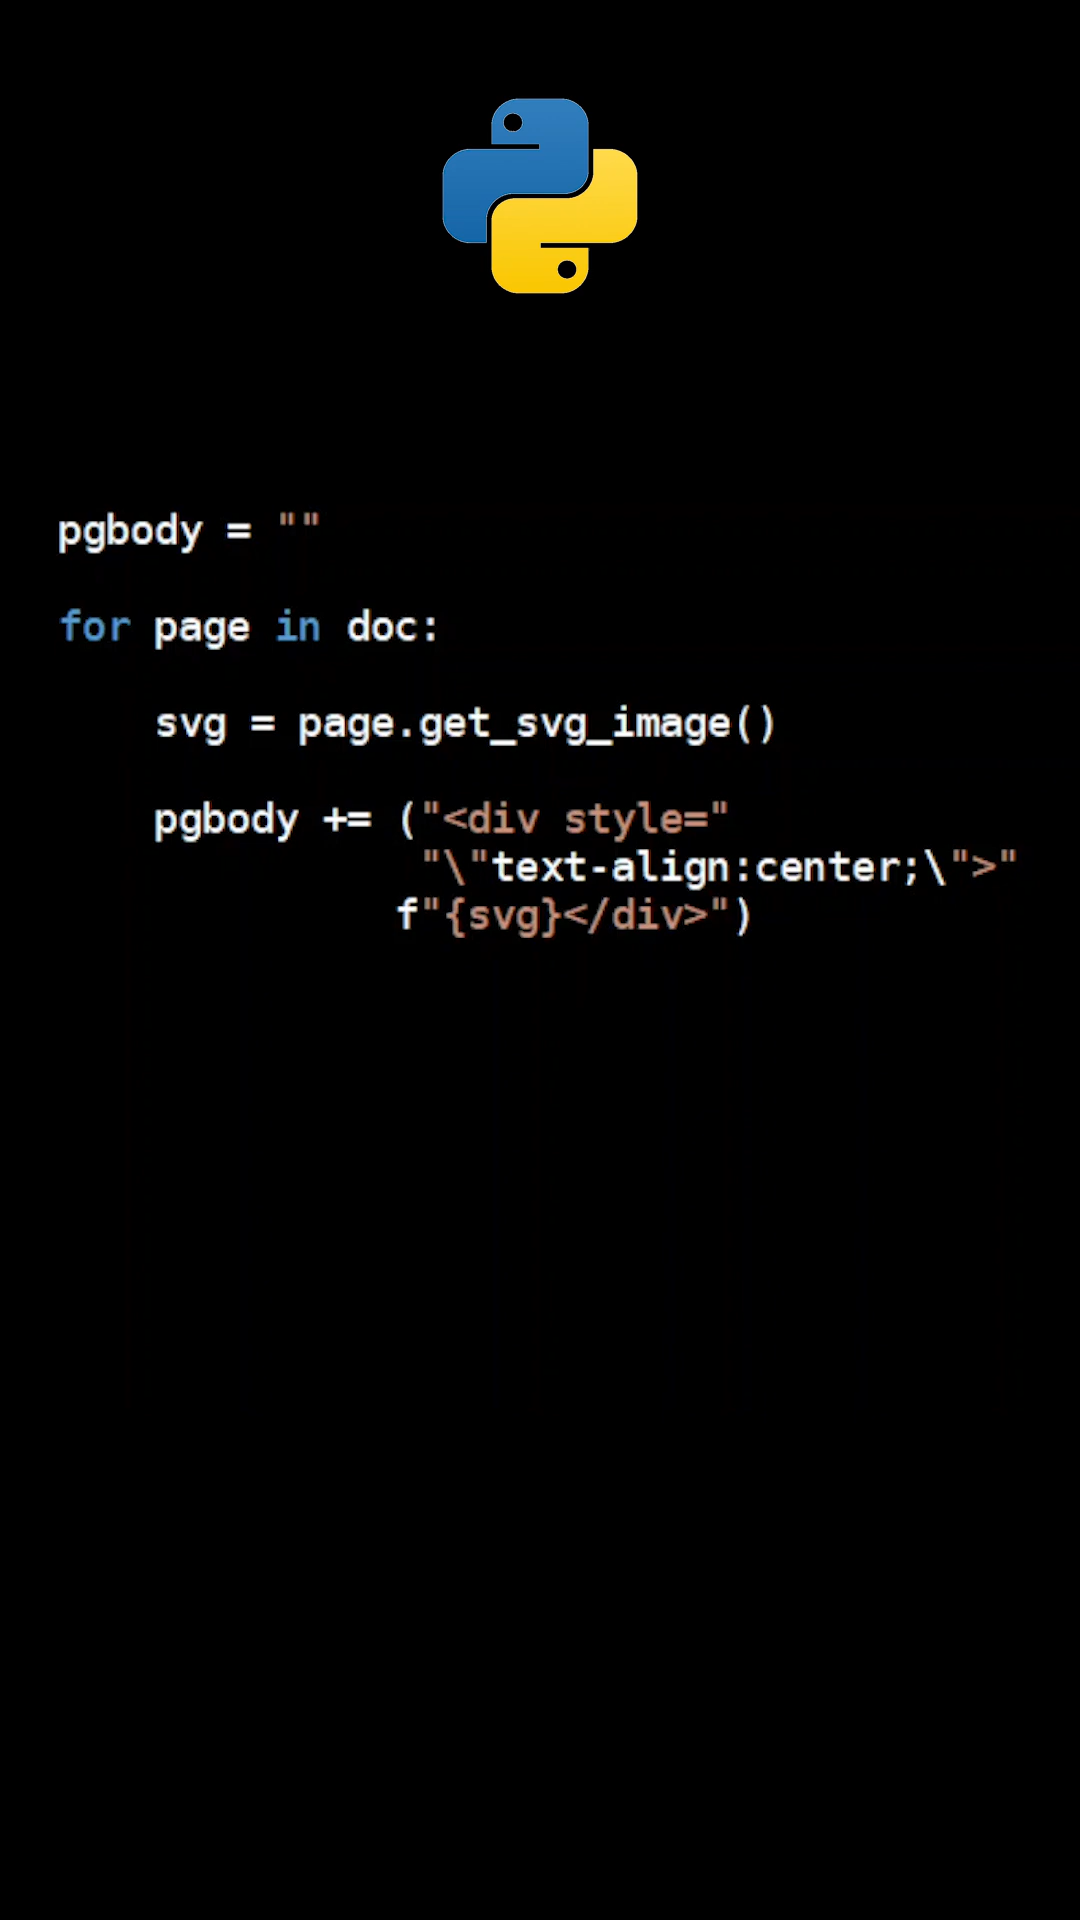 pgbody = ""
for page in doc:
svg = page.get_svg_image()
pgbody += ("<div style="
"\"text-align:center;\">"
f"{svg}</div>")